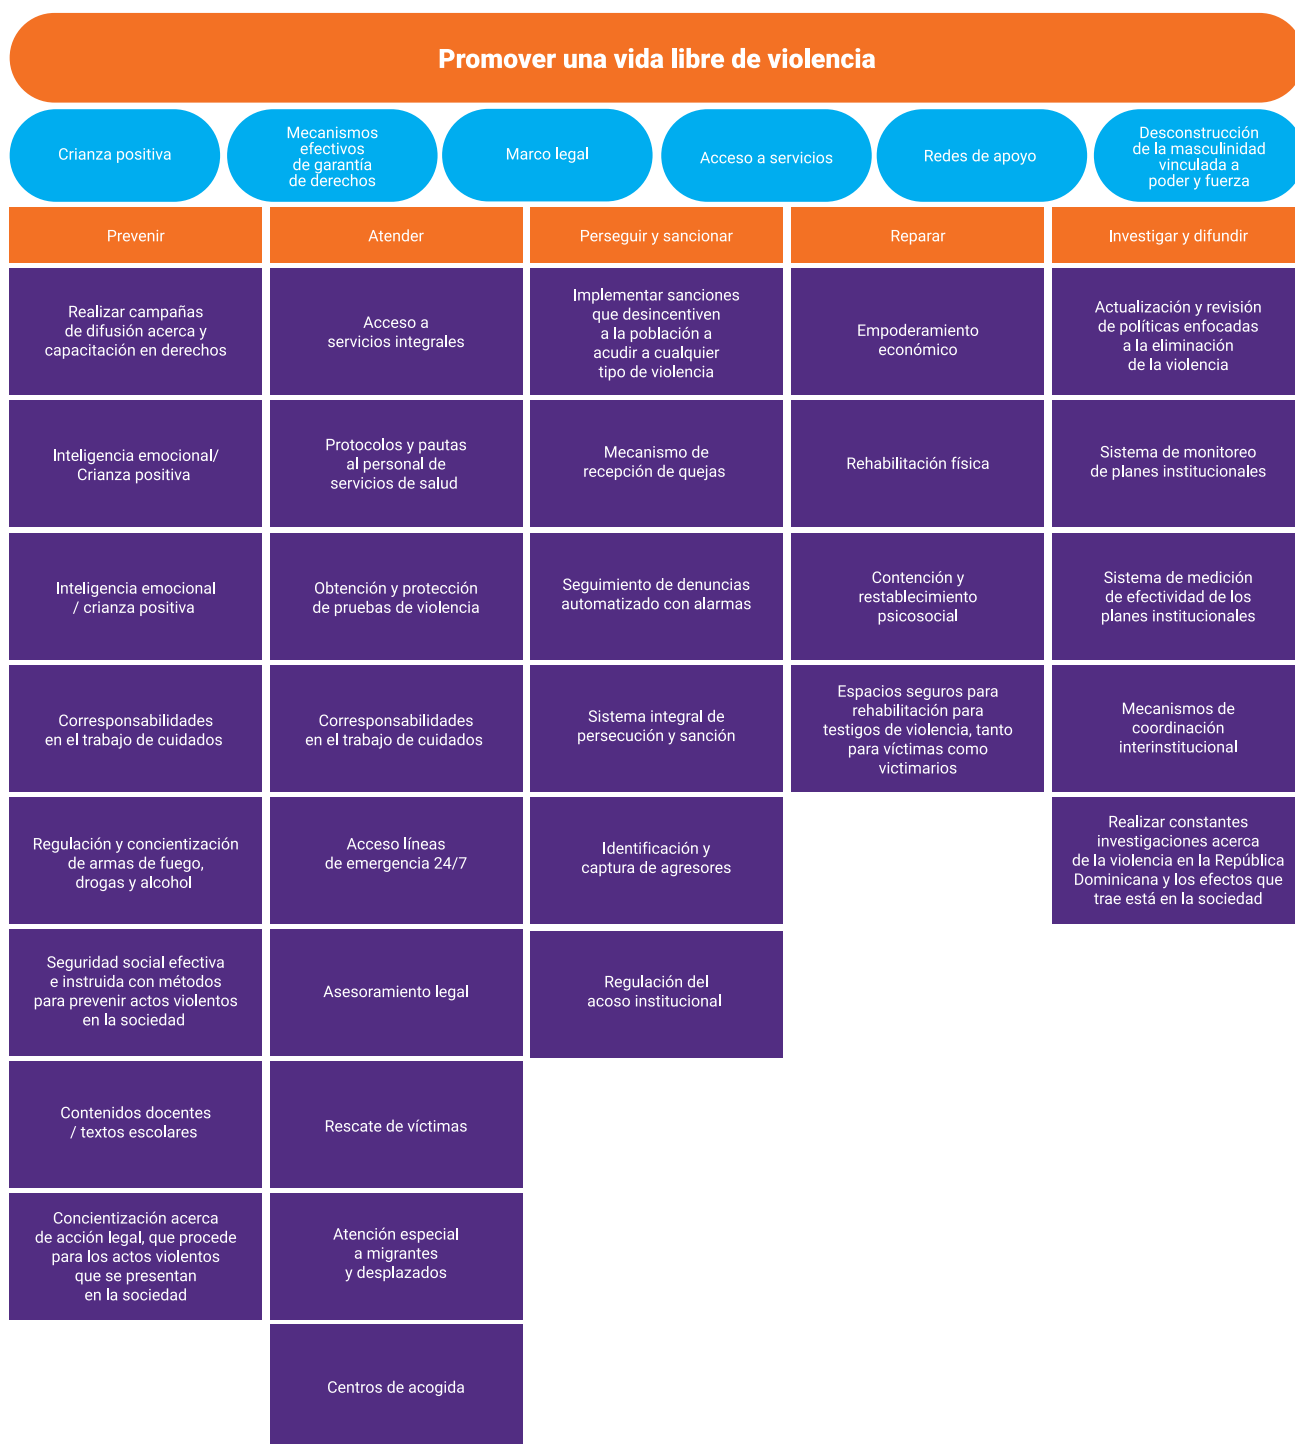 Promover una vida libre de violencia
Crianza positiva
Mecanismos
efectivos
de garantía
de derechos
Marco legal
Acceso a servicios
Redes de apoyo
Desconstrucción
de la masculinidad
vinculada a
poder y fuerza
Prevenir
Atender
Perseguir y sancionar
Reparar
Investigar y difundir
Realizar campañas
de difusión acerca y
capacitación en derechos
Acceso a
servicios integrales
Implementar sanciones
que desincentiven
a la población a
acudir a cualquier
tipo de violencia
Empoderamiento
económico
Actualización y revisión
de políticas enfocadas
a la eliminación
de la violencia
Inteligencia emocional/
Crianza positiva
Protocolos y pautas
al personal de
servicios de salud
Mecanismo de
recepción de quejas
Rehabilitación física
Sistema de monitoreo
de planes institucionales
Inteligencia emocional
/ crianza positiva
Obtención y protección
de pruebas de violencia
Seguimiento de denuncias
automatizado con alarmas
Contención y
restablecimiento
psicosocial
Sistema de medición
de efectividad de los
planes institucionales
Corresponsabilidades
en el trabajo de cuidados
Corresponsabilidades
en el trabajo de cuidados
Sistema integral de
persecución y sanción
Espacios seguros para
rehabilitación para
testigos de violencia, tanto
para víctimas como
victimarios
Mecanismos de
coordinación
interinstitucional
Regulación y concientización
de armas de fuego,
drogas y alcohol
Acceso líneas
de emergencia 24/7
Identificación y
captura de agresores
Realizar constantes
investigaciones acerca
de la violencia en la República
Dominicana y los efectos que
trae está en la sociedad
Seguridad social efectiva
e instruida con métodos
para prevenir actos violentos
en la sociedad
Asesoramiento legal
Regulación del
acoso institucional
Contenidos docentes
/ textos escolares
Rescate de víctimas
Concientización acerca
de acción legal, que procede
para los actos violentos
que se presentan
en la sociedad
Atención especial
a migrantes
y desplazados
Centros de acogida